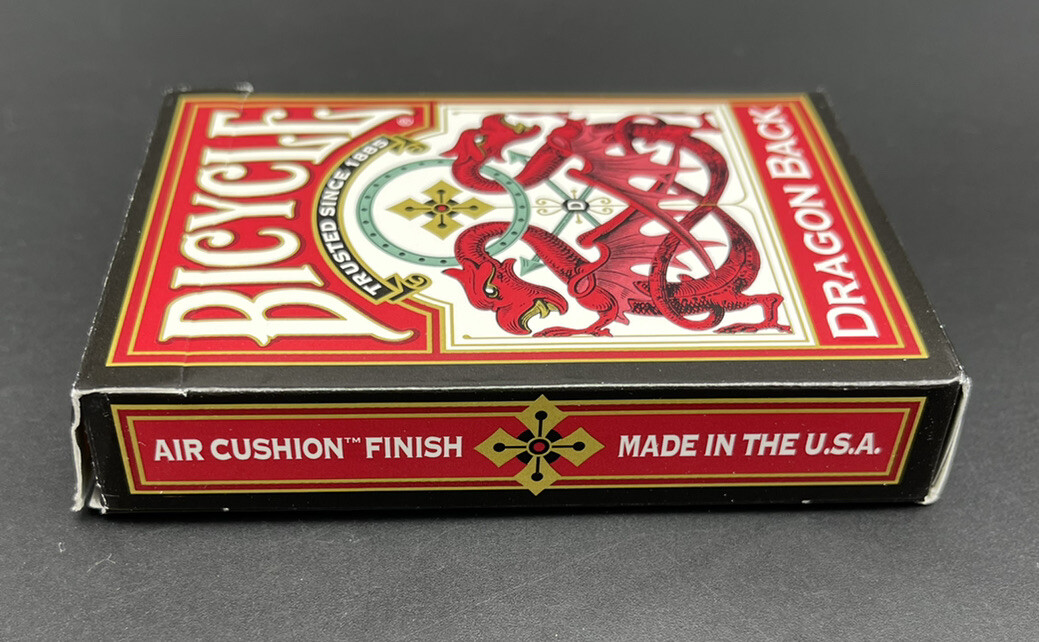 BICYCLE®
TRUSTED SINCE 1885
D
DRAGON BACK
AIR CUSHION™ FINISH
MADE IN THE U.S.A.